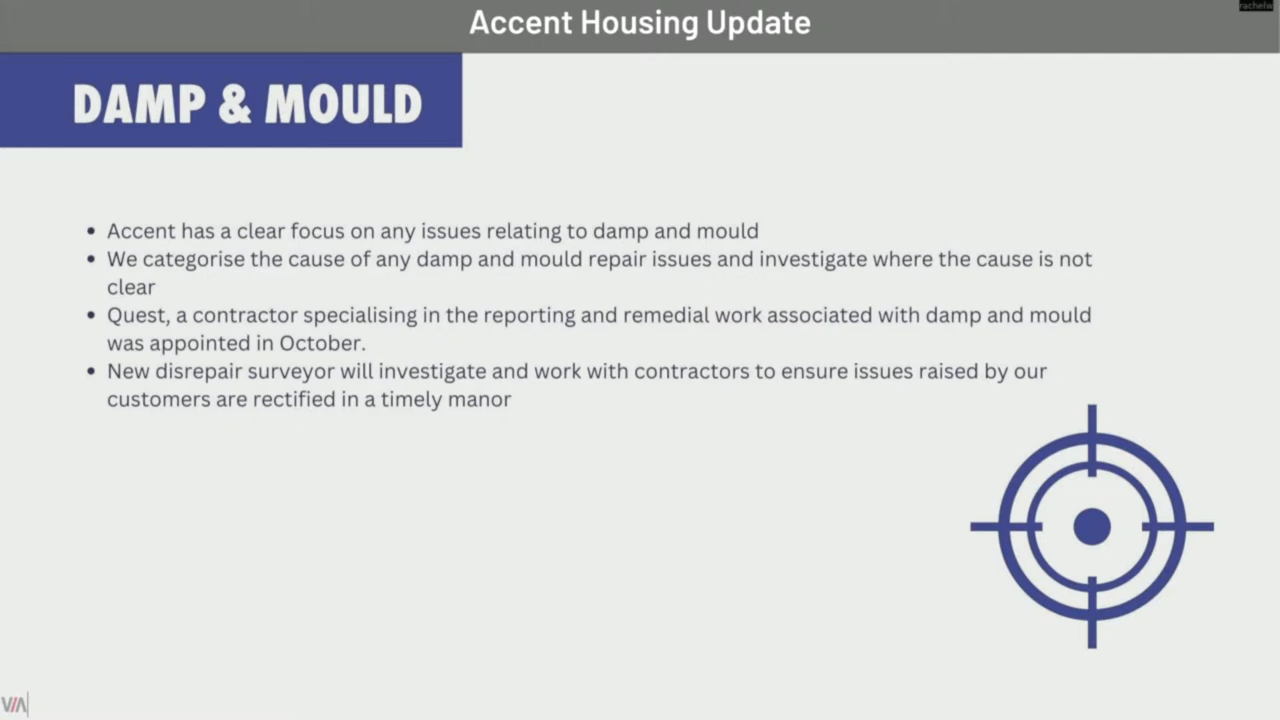 Accent Housing Update
rachelw
DAMP & MOULD
• Accent has a clear focus on any issues relating to damp and mould
• We categorise the cause of any damp and mould repair issues and investigate where the cause is not
clear
• Quest, a contractor specialising in the reporting and remedial work associated with damp and mould
was appointed in October.
• New disrepair surveyor will investigate and work with contractors to ensure issues raised by our
customers are rectified in a timely manor
VIA